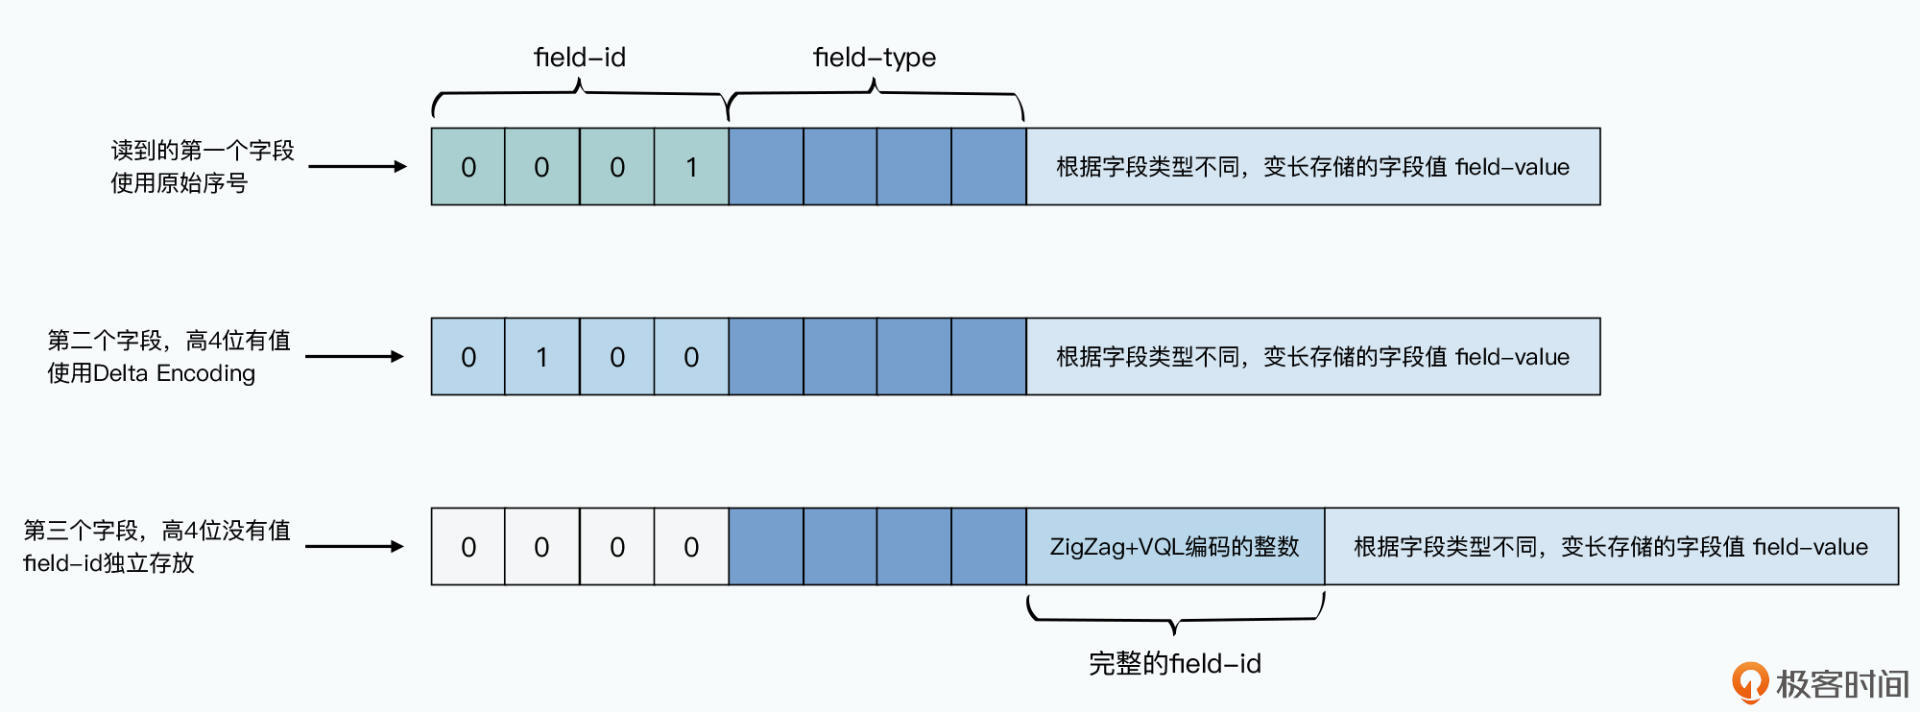 field-id
field-type
读到的第一个字段
使用原始序号
0 0 0 1
根据字段类型不同，变长存储的字段值 field-value
第二个字段，高4位有值
使用Delta Encoding
0 1 0 0
根据字段类型不同，变长存储的字段值 field-value
第三个字段，高4位没有值
field-id独立存放
0 0 0 0
ZigZag+VQL编码的整数
根据字段类型不同，变长存储的字段值 field-value
完整的field-id
极客时间